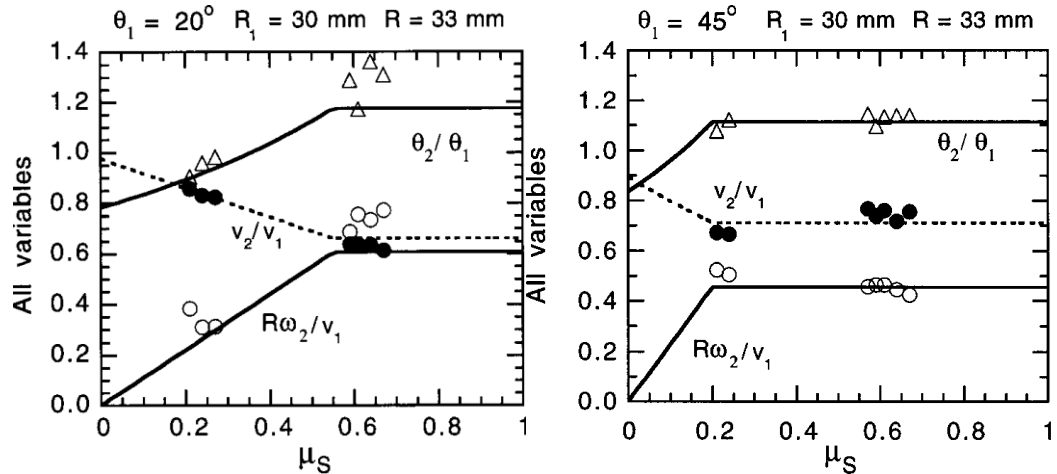 θ₁ = 20° R₁ = 30 mm R = 33 mm
1.4
1.2
1.0
0.8
0.6
0.4
0.2
0.0
All variables
θ₂/θ₁
v₂/v₁
Rω₂/v₁
0 0.2 0.4 0.6 0.8 1
μS
θ₁ = 45° R₁ = 30 mm R = 33 mm
1.4
1.2
1.0
0.8
0.6
0.4
0.2
0.0
All variables
θ₂/θ₁
v₂/v₁
Rω₂/v₁
0 0.2 0.4 0.6 0.8 1
μS